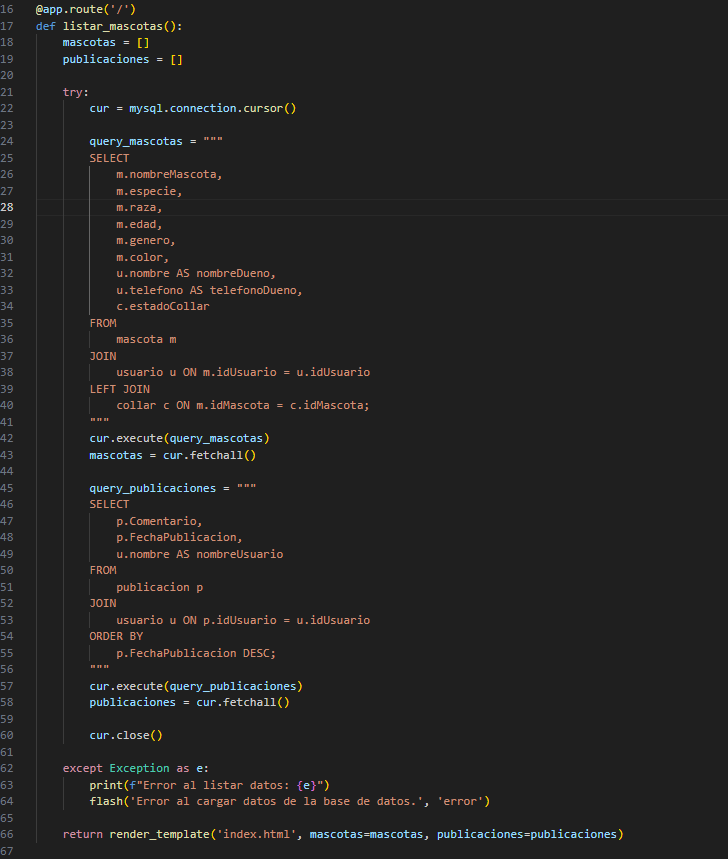 16 @app.route('/')
17 def listar_mascotas():
18     mascotas = []
19     publicaciones = []
20
21     try:
22         cur = mysql.connection.cursor()
23
24         query_mascotas = """
25         SELECT
26             m.nombreMascota,
27             m.especie,
28             m.raza,
29             m.edad,
30             m.genero,
31             m.color,
32             u.nombre AS nombreDueno,
33             u.telefono AS telefonoDueno,
34             c.estadoCollar
35         FROM
36             mascota m
37         JOIN
38             usuario u ON m.idUsuario = u.idUsuario
39         LEFT JOIN
40             collar c ON m.idMascota = c.idMascota;
41         """
42         cur.execute(query_mascotas)
43         mascotas = cur.fetchall()
44
45         query_publicaciones = """
46         SELECT
47             p.Comentario,
48             p.FechaPublicacion,
49             u.nombre AS nombreUsuario
50         FROM
51             publicacion p
52         JOIN
53             usuario u ON p.idUsuario = u.idUsuario
54         ORDER BY
55             p.FechaPublicacion DESC;
56         """
57         cur.execute(query_publicaciones)
58         publicaciones = cur.fetchall()
59
60         cur.close()
61
62     except Exception as e:
63         print(f"Error al listar datos: {e}")
64         flash('Error al cargar datos de la base de datos.', 'error')
65
66     return render_template('index.html', mascotas=mascotas, publicaciones=publicaciones)
67